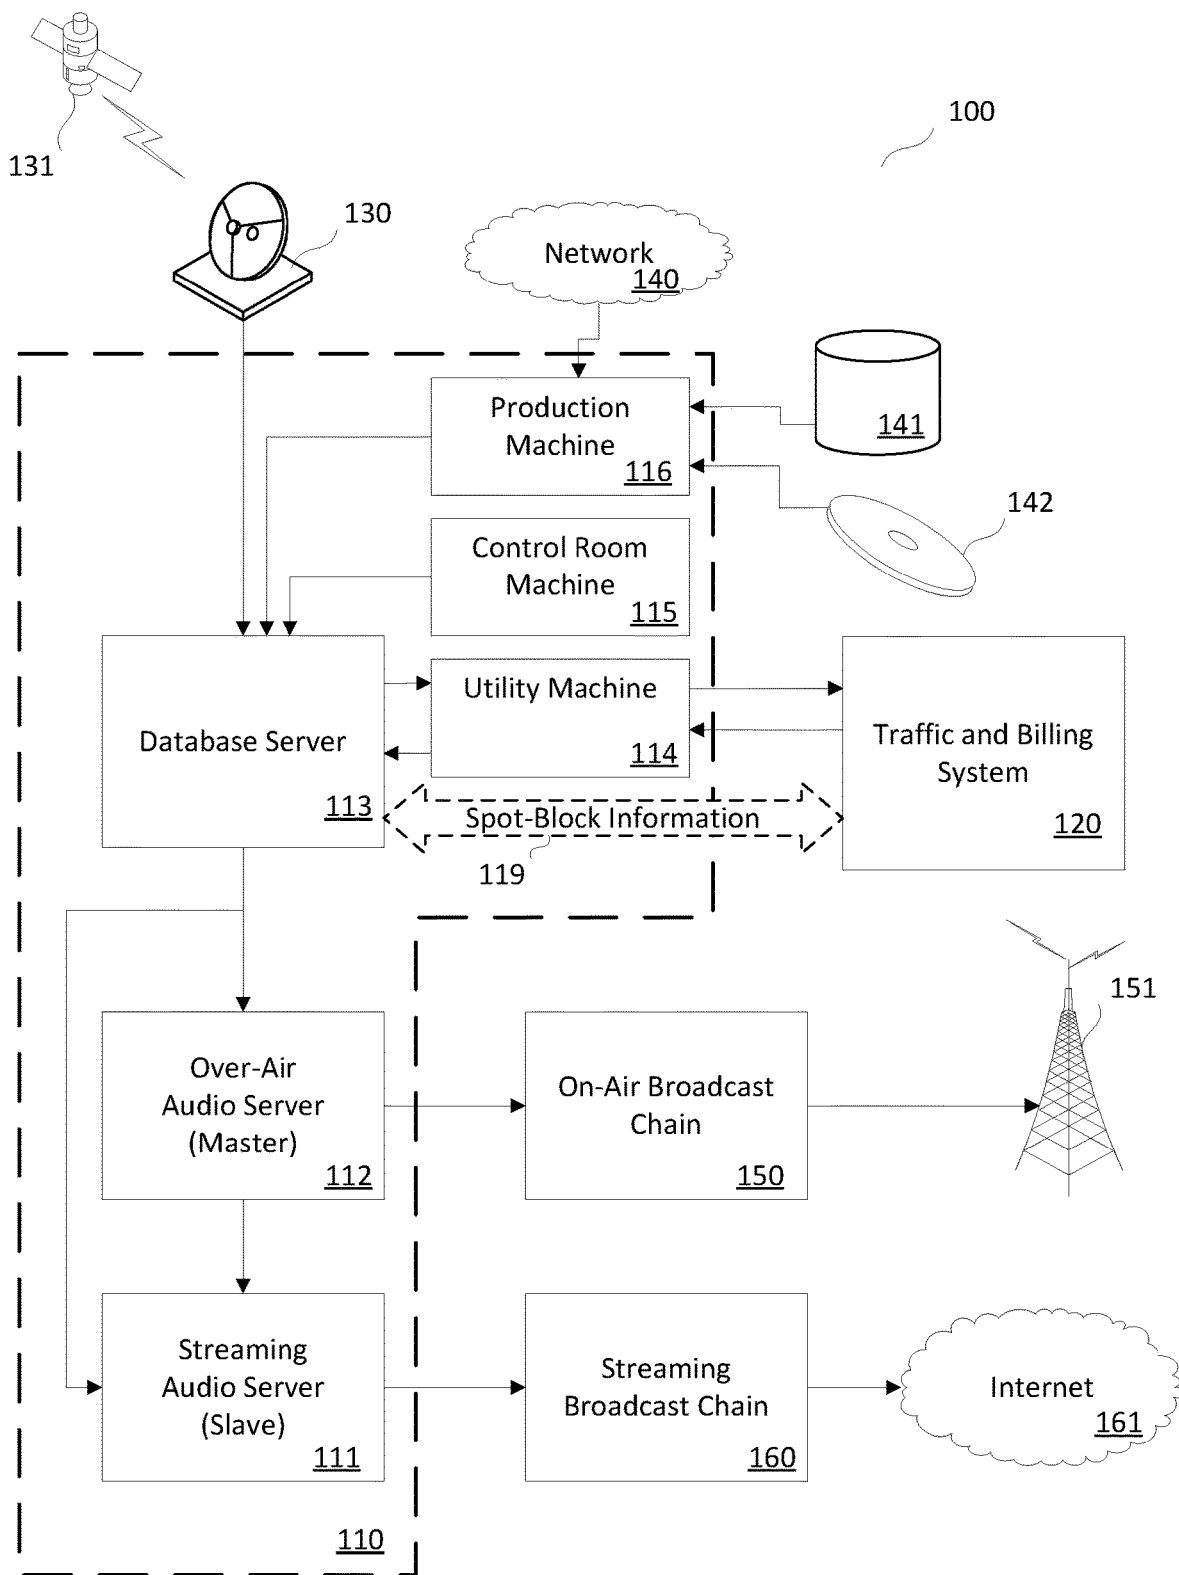 100
131
130
Network
140
Production
Machine
116
141
142
Control Room
Machine
115
Database Server
113
Utility Machine
114
Traffic and Billing
System
120
Spot-Block Information
119
151
Over-Air
Audio Server
(Master)
112
On-Air Broadcast
Chain
150
Streaming
Audio Server
(Slave)
111
Streaming
Broadcast Chain
160
Internet
161
110